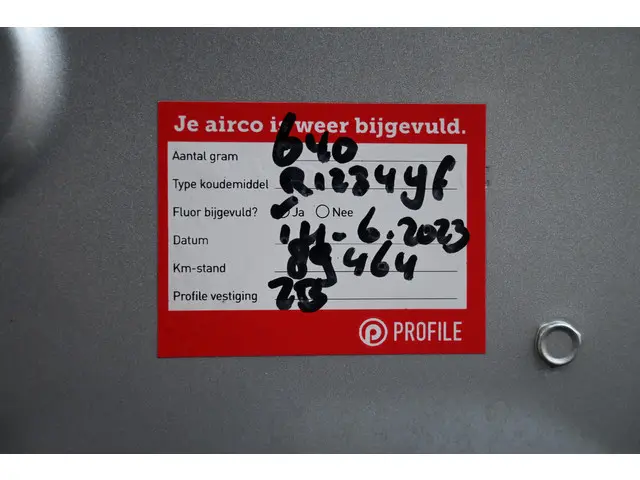 Je airco is weer bijgevuld.
Aantal gram 640
Type koudemiddel R1234yf
Fluor bijgevuld? Ja Nee
Datum 14-6.2023
Km-stand 89464
Profile vestiging
PROFILE